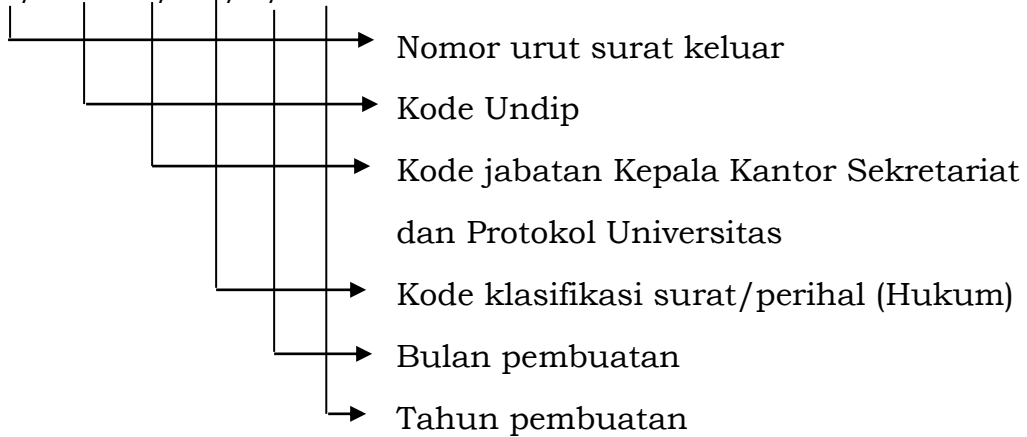 Nomor urut surat keluar
Kode Undip
Kode jabatan Kepala Kantor Sekretariat
dan Protokol Universitas
Kode klasifikasi surat/perihal (Hukum)
Bulan pembuatan
Tahun pembuatan